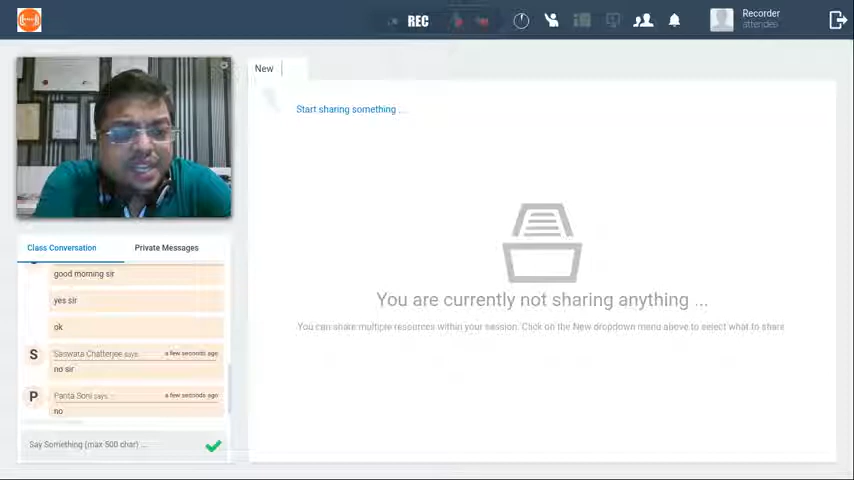 REC
Recorder
attendee
New
Start sharing something ...
You are currently not sharing anything ...
You can share multiple resources within your session. Click on the New dropdown menu above to select what to share
Class Conversation
Private Messages
good morning sir
yes sir
ok
S
Saswara Chatterjee says:
a few seconds ago
no sir
P
Panta Soni says:
a few seconds ago
no
Say Something (max 500 char) ...